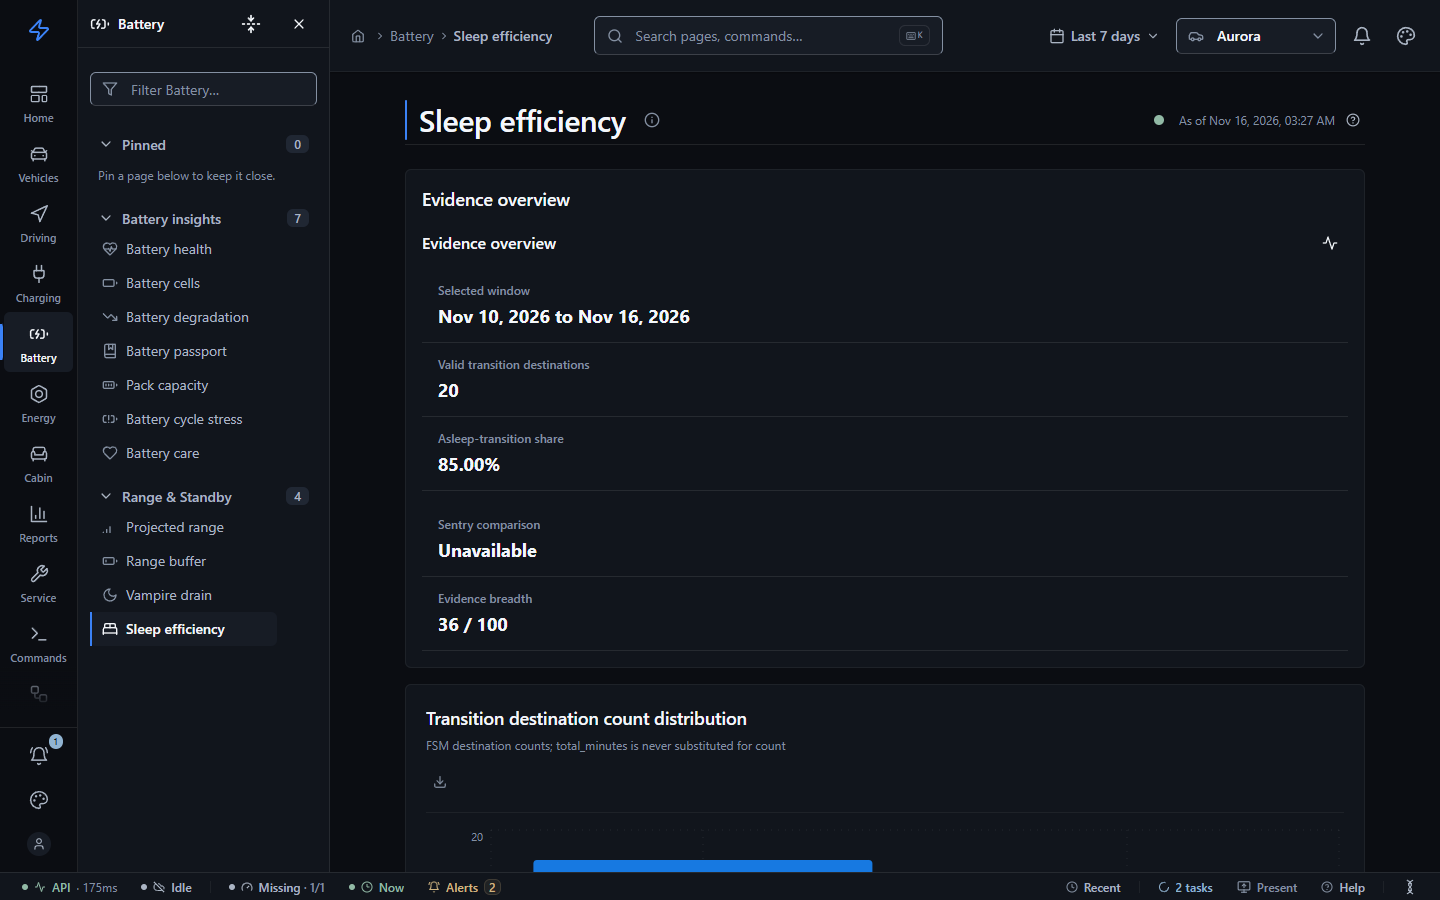 Battery
Battery
Sleep efficiency
Search pages, commands...
K
Last 7 days
Aurora
Home
Vehicles
Driving
Charging
Battery
Energy
Cabin
Reports
Service
Commands
1
Filter Battery...
Pinned
0
Pin a page below to keep it close.
Battery insights
7
Battery health
Battery cells
Battery degradation
Battery passport
Pack capacity
Battery cycle stress
Battery care
Range & Standby
4
Projected range
Range buffer
Vampire drain
Sleep efficiency
Sleep efficiency
As of Nov 16, 2026, 03:27 AM
Evidence overview
Evidence overview
Selected window
Nov 10, 2026 to Nov 16, 2026
Valid transition destinations
20
Asleep-transition share
85.00%
Sentry comparison
Unavailable
Evidence breadth
36 / 100
Transition destination count distribution
FSM destination counts; total_minutes is never substituted for count
20
API · 175ms
Idle
Missing · 1/1
Now
Alerts 2
Recent
2 tasks
Present
Help